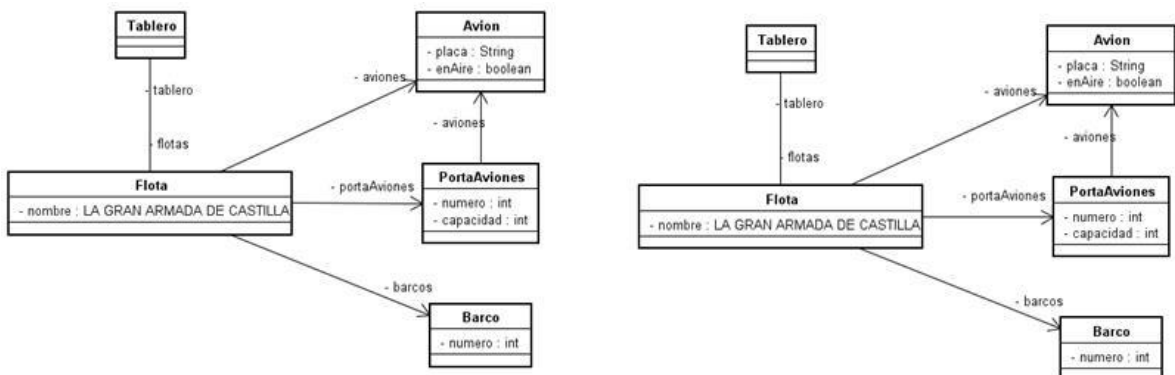 Tablero
Avion
- placa : String
- enAire : boolean
- aviones
- tablero
- aviones
- flotas
Flota
- nombre : LA GRAN ARMADA DE CASTILLA
- portaAviones
PortaAviones
- numero : int
- capacidad : int
- barcos
Barco
- numero : int
Tablero
Avion
- placa : String
- enAire : boolean
- aviones
- tablero
- aviones
- flotas
Flota
- nombre : LA GRAN ARMADA DE CASTILLA
- portaAviones
PortaAviones
- numero : int
- capacidad : int
- barcos
Barco
- numero : int